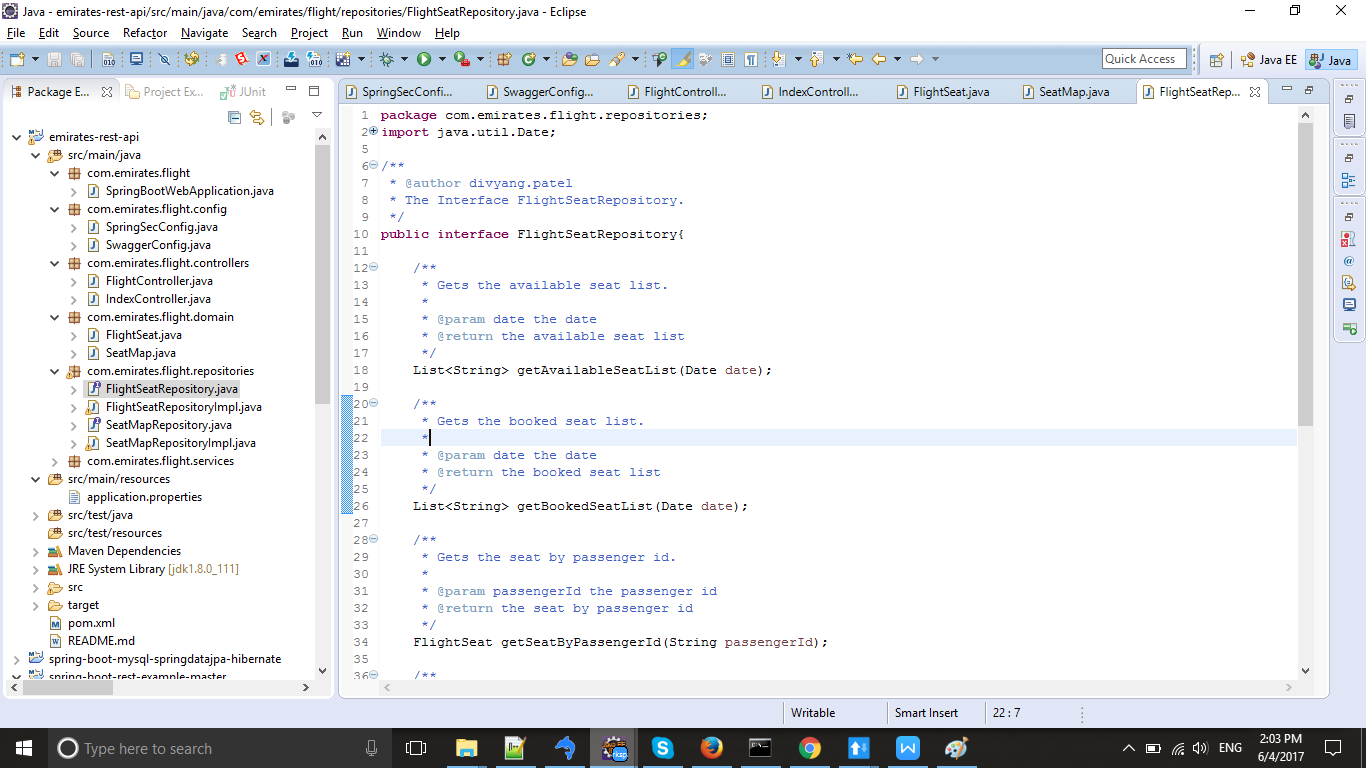 Java - emirates-rest-api/src/main/java/com/emirates/flight/repositories/FlightSeatRepository.java - Eclipse
File Edit Source Refactor Navigate Search Project Run Window Help
Quick Access Java EE Java
Package E... Project Ex... JUnit
emirates-rest-api
src/main/java
com.emirates.flight
SpringBootWebApplication.java
com.emirates.flight.config
SpringSecConfig.java
SwaggerConfig.java
com.emirates.flight.controllers
FlightController.java
IndexController.java
com.emirates.flight.domain
FlightSeat.java
SeatMap.java
com.emirates.flight.repositories
FlightSeatRepository.java
FlightSeatRepositoryImpl.java
SeatMapRepository.java
SeatMapRepositoryImpl.java
com.emirates.flight.services
src/main/resources
application.properties
src/test/java
src/test/resources
Maven Dependencies
JRE System Library [jdk1.8.0_111]
src
target
pom.xml
README.md
spring-boot-mysql-springdatajpa-hibernate
spring-boot-rest-example-master
SpringSecConfi... SwaggerConfig... FlightControll... IndexControll... FlightSeat.java SeatMap.java FlightSeatRep...
1 package com.emirates.flight.repositories;
2 import java.util.Date;
5
6 /**
7 * @author divyang.patel
8 * The Interface FlightSeatRepository.
9 */
10 public interface FlightSeatRepository{
11
12 /**
13 * Gets the available seat list.
14 *
15 * @param date the date
16 * @return the available seat list
17 */
18 List<String> getAvailableSeatList(Date date);
19
20 /**
21 * Gets the booked seat list.
22 *
23 * @param date the date
24 * @return the booked seat list
25 */
26 List<String> getBookedSeatList(Date date);
27
28 /**
29 * Gets the seat by passenger id.
30 *
31 * @param passengerId the passenger id
32 * @return the seat by passenger id
33 */
34 FlightSeat getSeatByPassengerId(String passengerId);
35
36 /**
Writable Smart Insert 22 : 7
Type here to search
ENG 2:03 PM
6/4/2017